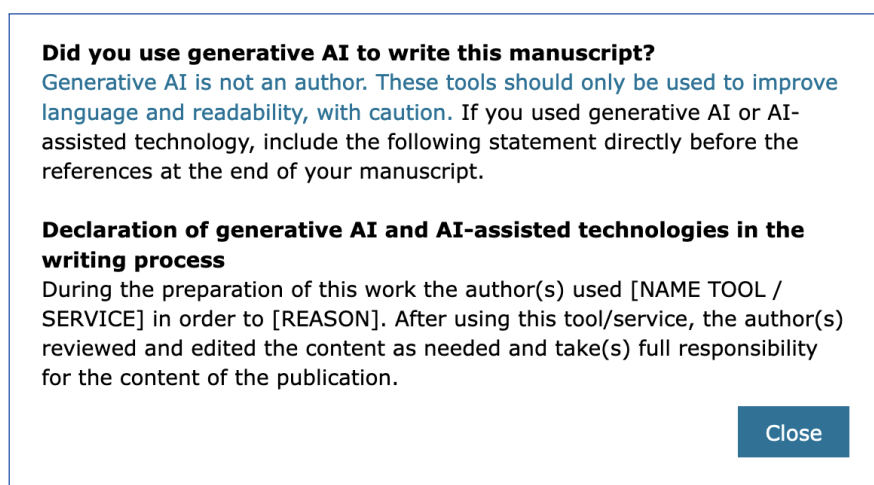 Did you use generative AI to write this manuscript?
Generative AI is not an author. These tools should only be used to improve
language and readability, with caution. If you used generative AI or AI-
assisted technology, include the following statement directly before the
references at the end of your manuscript.
Declaration of generative AI and AI-assisted technologies in the
writing process
During the preparation of this work the author(s) used [NAME TOOL /
SERVICE] in order to [REASON]. After using this tool/service, the author(s)
reviewed and edited the content as needed and take(s) full responsibility
for the content of the publication.
Close